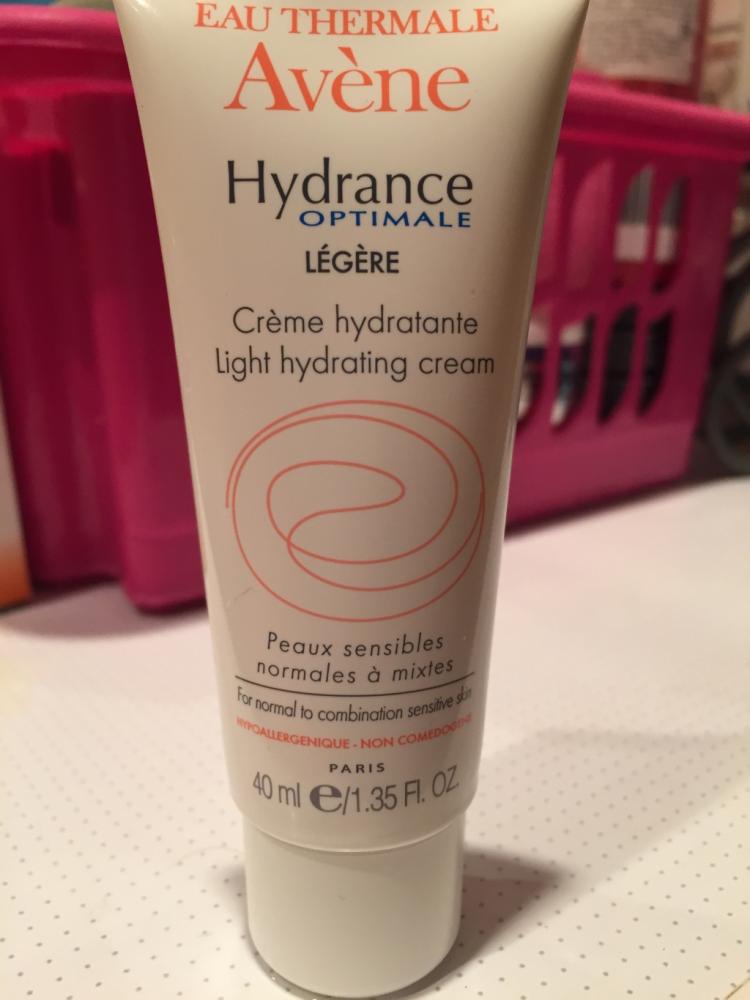 EAU THERMALE
Avène
Hydrance
OPTIMALE
LÉGÈRE
Crème hydratante
Light hydrating cream
Peaux sensibles
normales à mixtes
For normal to combination sensitive skin
HYPOALLERGENIQUE - NON COMEDOGENE
PARIS
40 ml e/1.35 Fl. OZ.